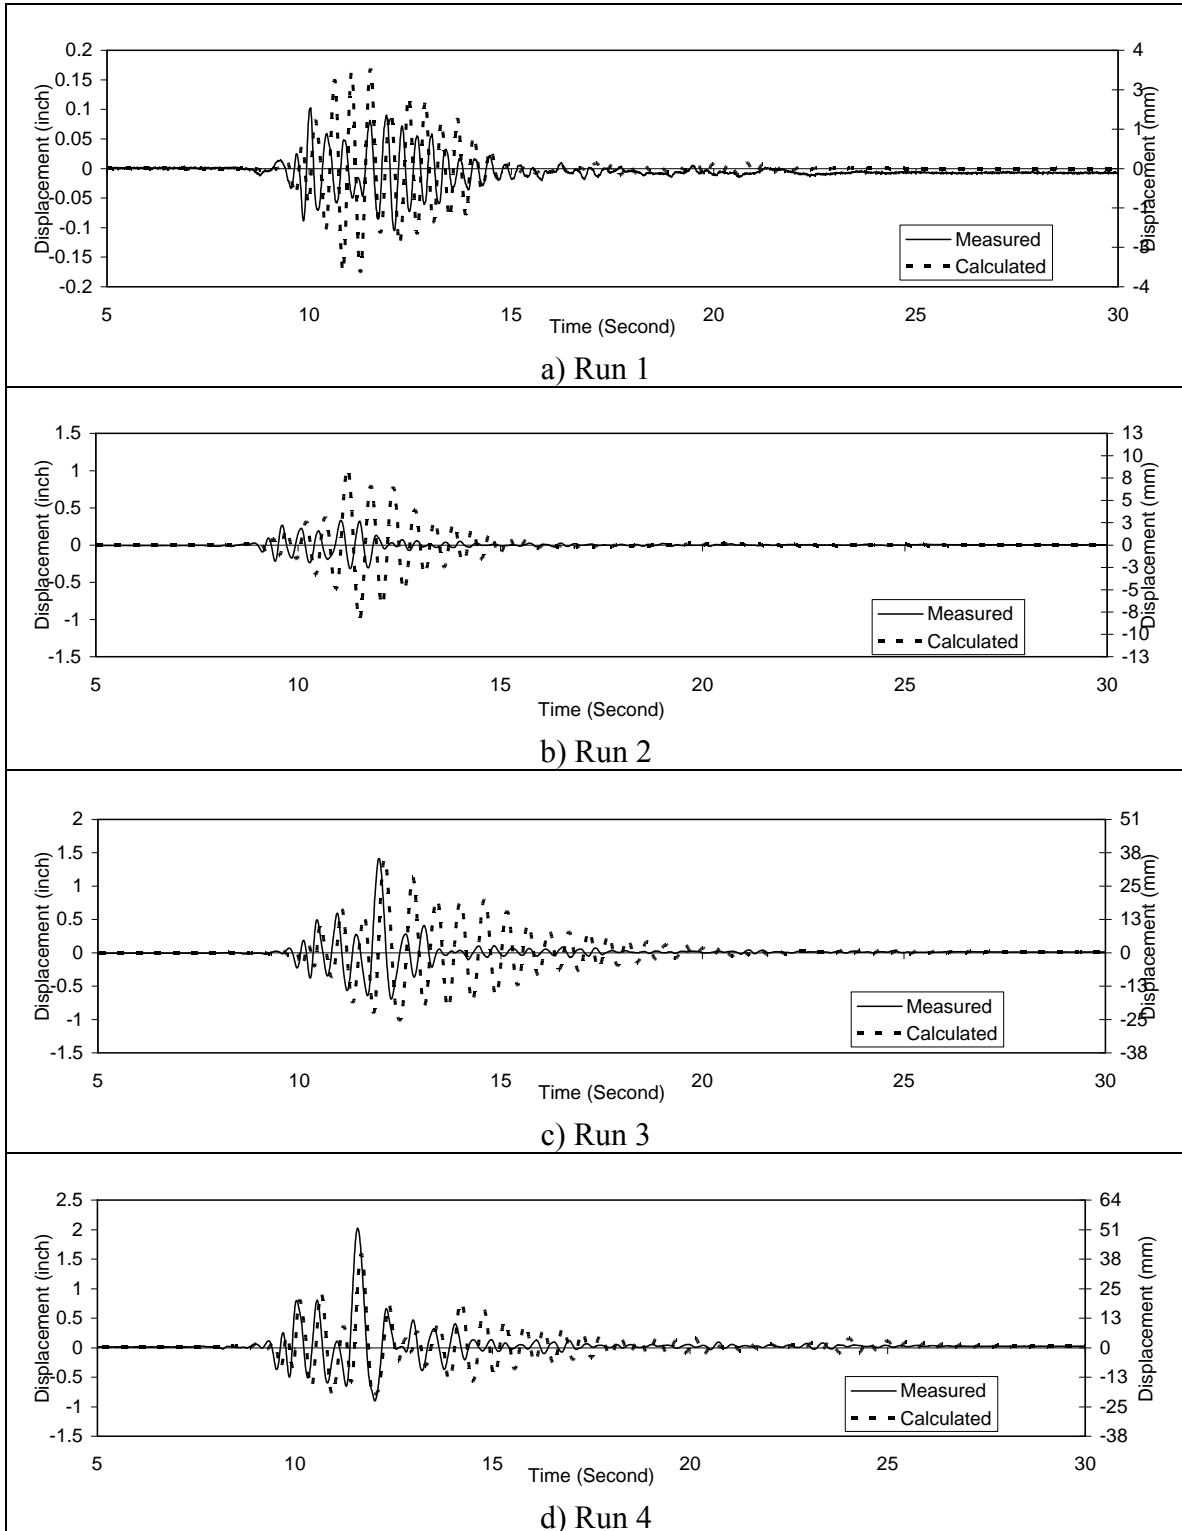 Displacement (inch)
0.2
0.15
0.1
0.05
0
-0.05
-0.1
-0.15
-0.2
4
3
1
0
-1
-3
-4
Displacement (mm)
Measured
Calculated
5 10 15 20 25 30
Time (Second)
a) Run 1
Displacement (inch)
1.5
1
0.5
0
-0.5
-1
-1.5
13
10
8
5
3
0
-3
-5
-8
-10
-13
Displacement (mm)
Measured
Calculated
5 10 15 20 25 30
Time (Second)
b) Run 2
Displacement (inch)
2
1.5
1
0.5
0
-0.5
-1
-1.5
51
38
25
13
0
-13
-25
-38
Displacement (mm)
Measured
Calculated
5 10 15 20 25 30
Time (Second)
c) Run 3
Displacement (inch)
2.5
2
1.5
1
0.5
0
-0.5
-1
-1.5
64
51
38
25
13
0
-13
-25
-38
Displacement (mm)
Measured
Calculated
5 10 15 20 25 30
Time (Second)
d) Run 4